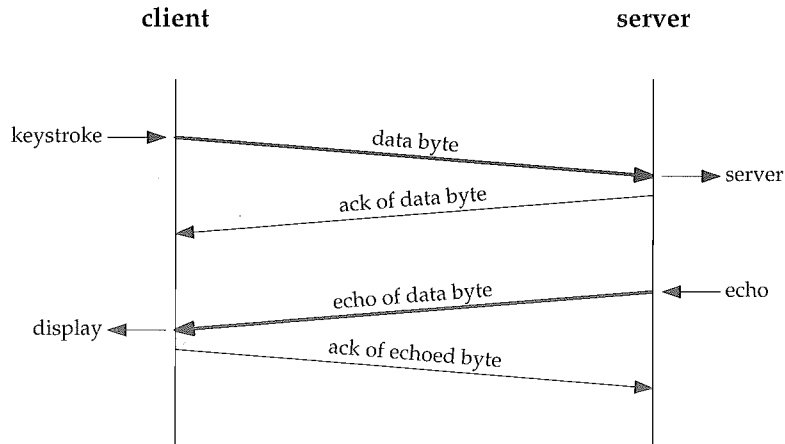 client
server
keystroke
data byte
server
ack of data byte
echo of data byte
echo
display
ack of echoed byte